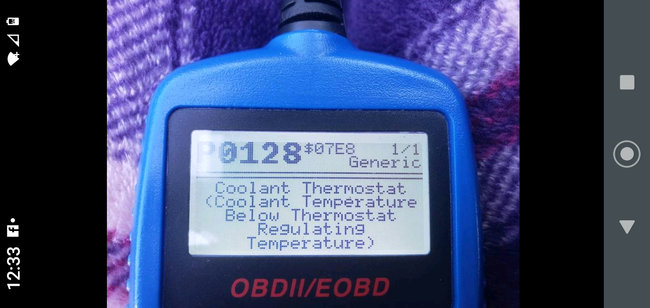 P0128 $07E8 1/1
Generic
Coolant Thermostat
(Coolant Temperature
Below Thermostat
Regulating
Temperature)
OBDII/EOBD
12:33